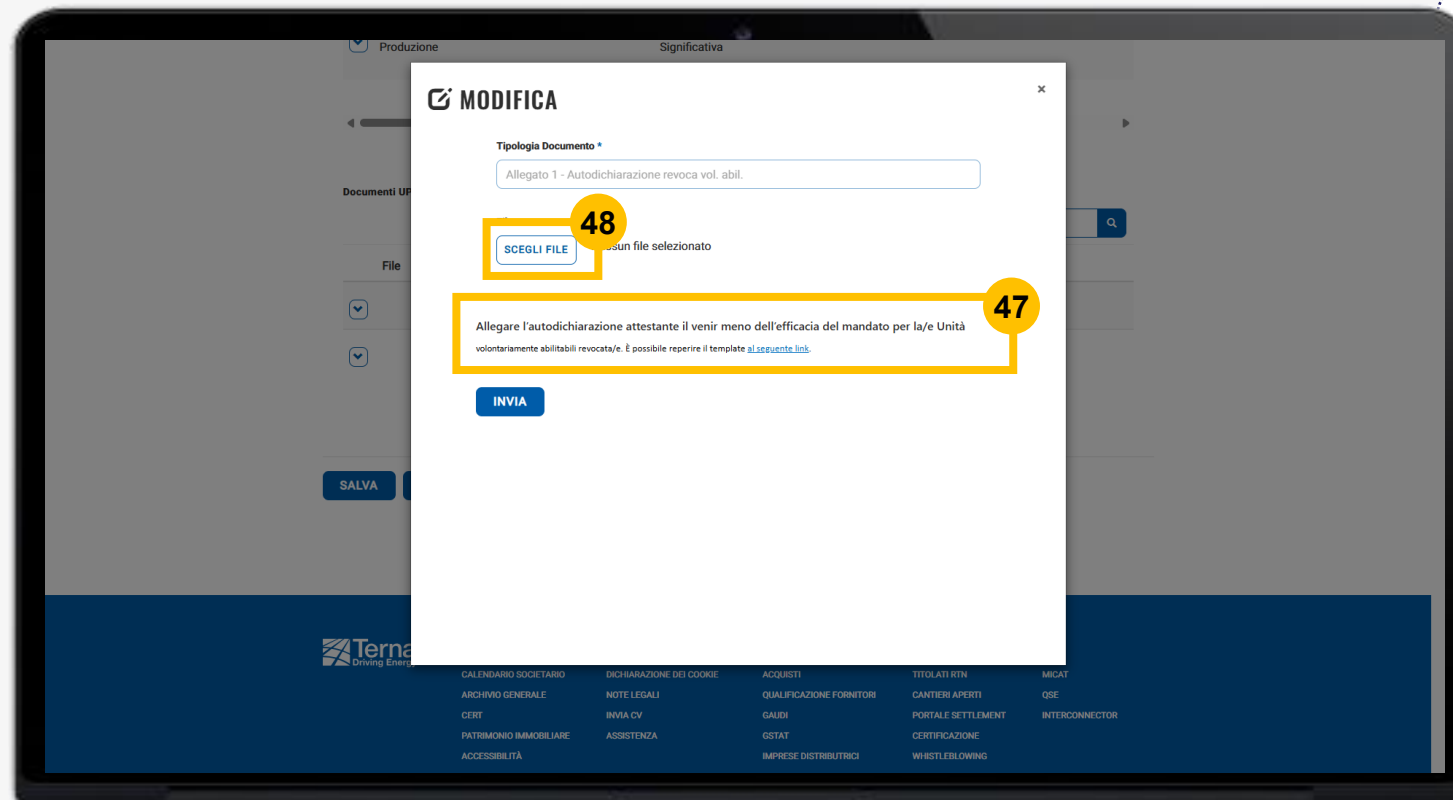 Produzione Significativa
MODIFICA ×
Tipologia Documento *
Allegato 1 - Autodichiarazione revoca vol. abil.
Documenti UP
48
SCEGLI FILE sun file selezionato
File
47
Allegare l'autodichiarazione attestante il venir meno dell'efficacia del mandato per la/e Unità
volontariamente abilitabili revocata/e. È possibile reperire il template al seguente link.
INVIA
SALVA
Terna
Driving Energy
CALENDARIO SOCIETARIO DICHIARAZIONE DEI COOKIE ACQUISTI TITOLATI RTN MICAT
ARCHIVIO GENERALE NOTE LEGALI QUALIFICAZIONE FORNITORI CANTIERI APERTI QSE
CERT INVIA CV GAUDI PORTALE SETTLEMENT INTERCONNECTOR
PATRIMONIO IMMOBILIARE ASSISTENZA GSTAT CERTIFICAZIONE
ACCESSIBILITÀ IMPRESE DISTRIBUTRICI WHISTLEBLOWING